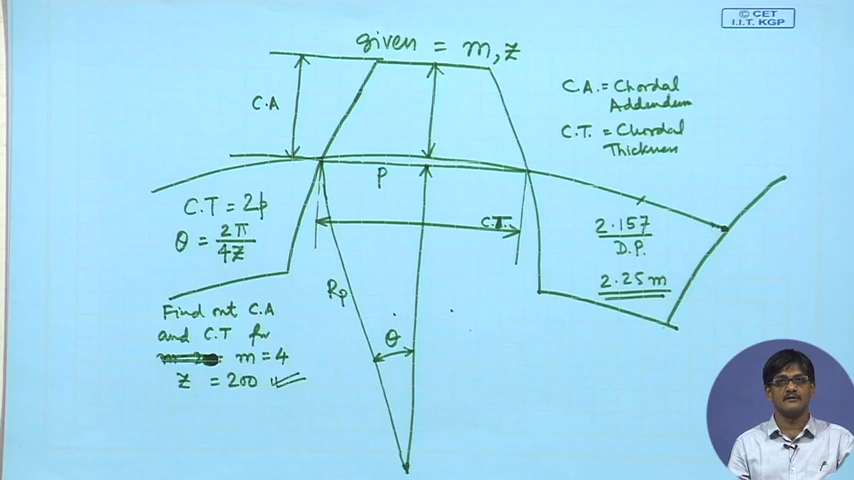 © CET
I.I.T. KGP
given = m, z
C.A
C.A. = Chordal
Addendum
C.T. = Chordal
Thickness
p
C.T = 2p
θ = 2π/4z
C.T.
2.157
D.P.
2.25 m
Rp
θ
Find out C.A
and C.T for
m = 4
z = 200